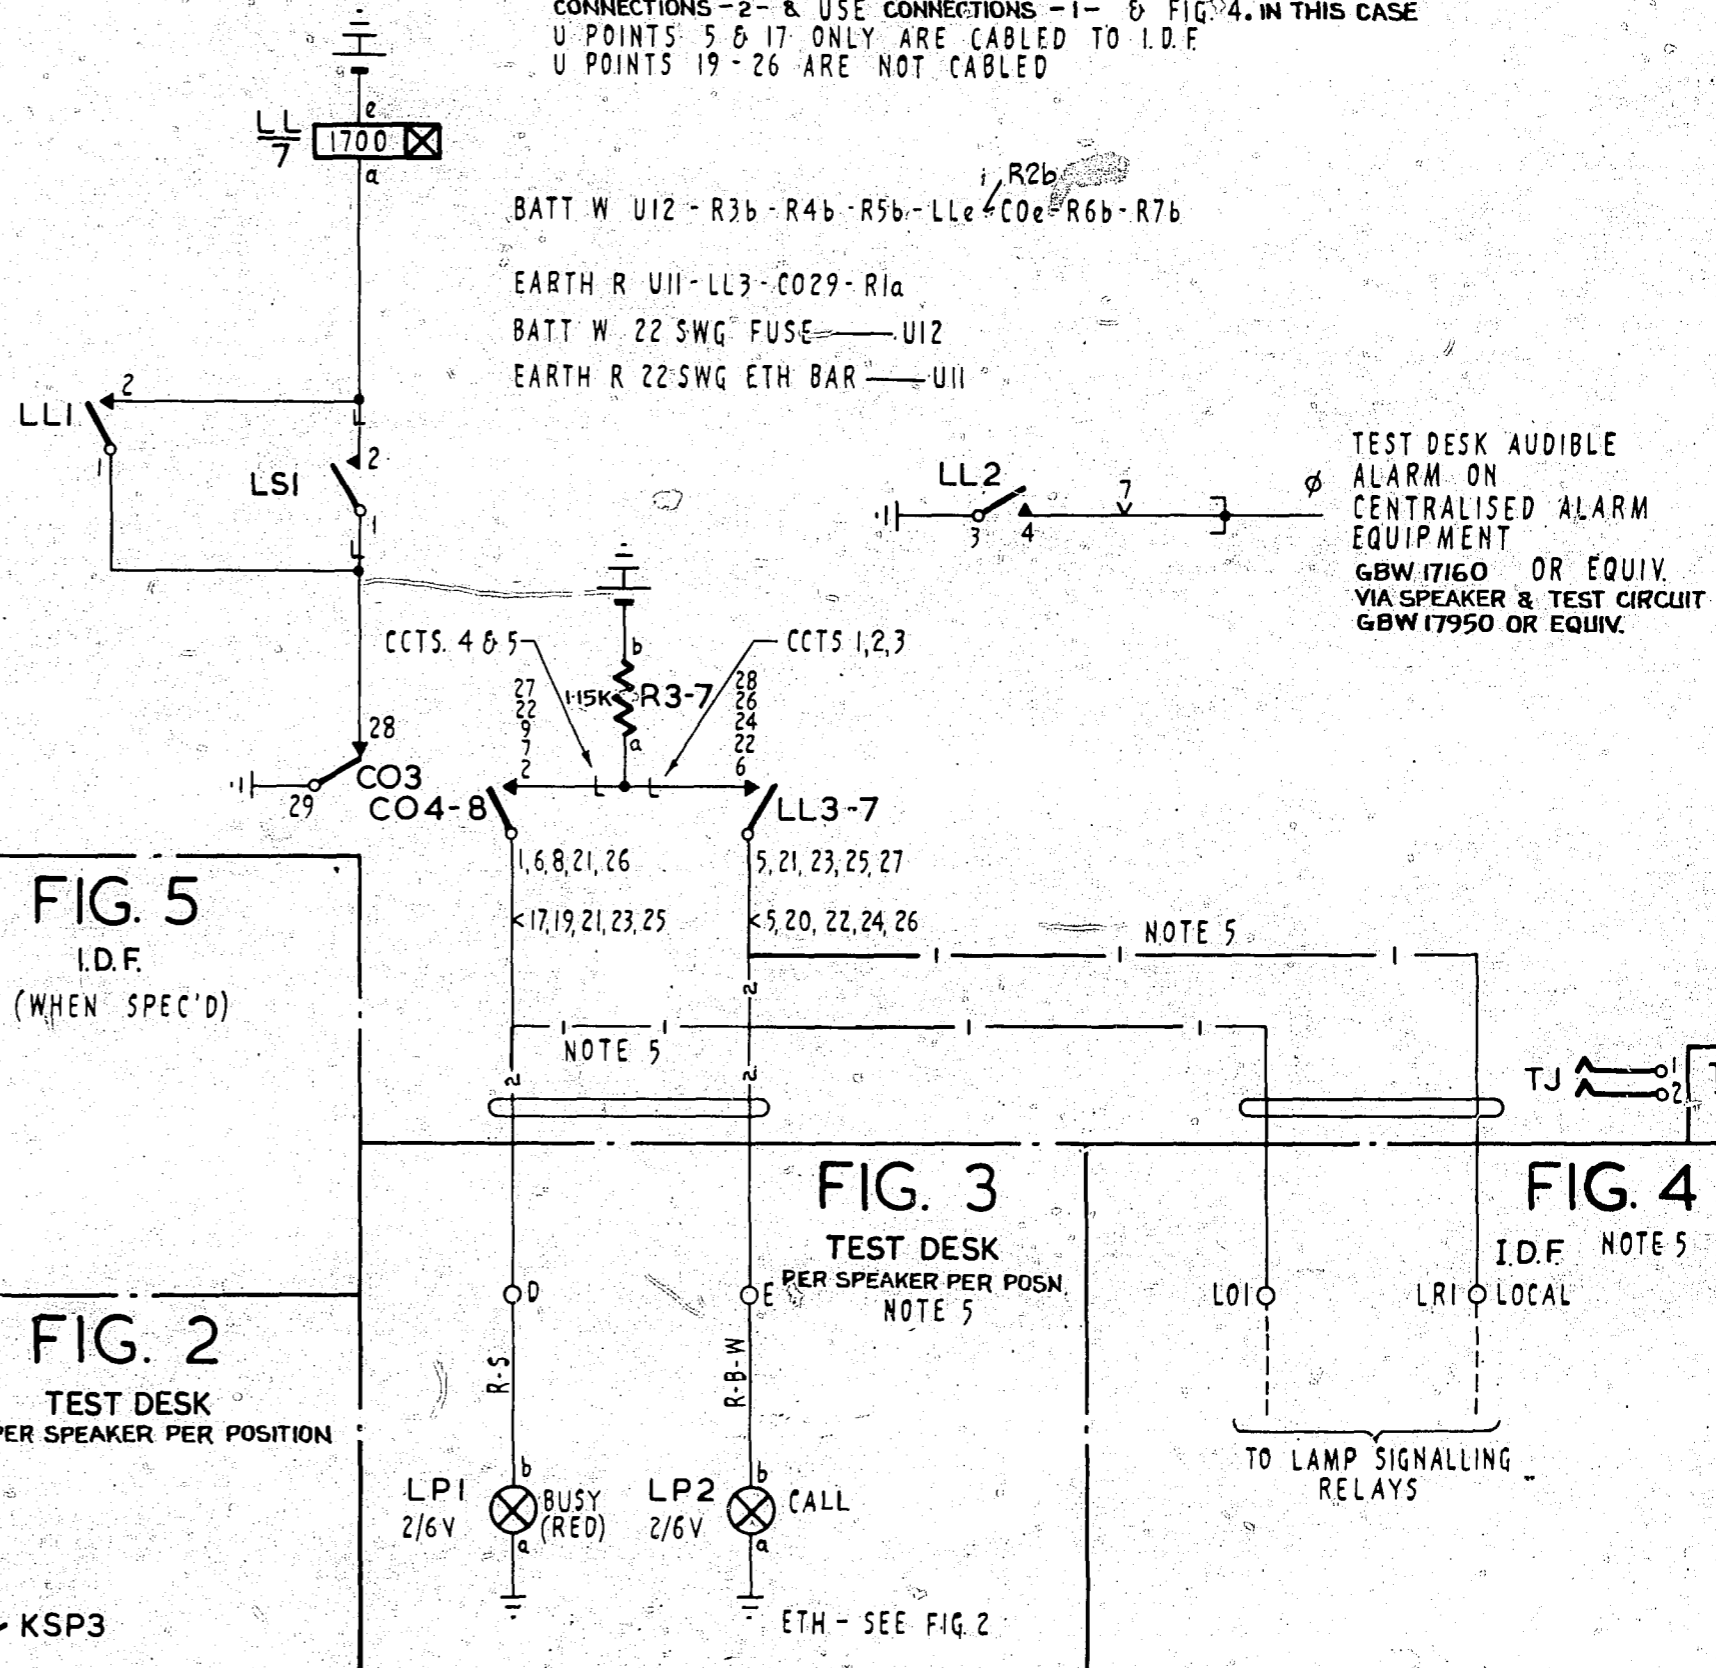 CONNECTIONS -2- & USE CONNECTIONS -1- & FIG. 4. IN THIS CASE
U POINTS 5 & 17 ONLY ARE CABLED TO I.D.F.
U POINTS 19 - 26 ARE NOT CABLED
e
LL
7
1700
a
R2b
BATT W U12 - R3b - R4b - R5b - LLe - COe - R6b - R7b
EARTH R U11 - LL3 - CO29 - R1a
BATT W 22 SWG FUSE —— U12
EARTH R 22 SWG ETH BAR —— U11
LL1
2
1
LS1
2
1
LL2
3
4
7
Ø
TEST DESK AUDIBLE
ALARM ON
CENTRALISED ALARM
EQUIPMENT
GBW 17160 OR EQUIV.
VIA SPEAKER & TEST CIRCUIT
GBW 17950 OR EQUIV.
CCTS. 4 & 5
CCTS 1,2,3
b
1·15K
R3-7
a
27
22
9
7
2
28
26
24
22
6
28
CO3
29
CO4-8
LL3-7
1,6,8,21,26
5, 21, 23, 25, 27
<17,19,21,23,25
<5,20, 22,24, 26
NOTE 5
2
NOTE 5
2
2
FIG. 5
I.D.F.
(WHEN SPEC'D)
TJ
1
2
FIG. 3
TEST DESK
PER SPEAKER PER POSN.
NOTE 5
FIG. 4
I.D.F. NOTE 5
D
E
LO1
LR1
LOCAL
FIG. 2
TEST DESK
PER SPEAKER PER POSITION
R-S
R-B-W
TO LAMP SIGNALLING
RELAYS
LP1
2/6V
b
a
BUSY
(RED)
LP2
2/6V
b
a
CALL
KSP3
ETH - SEE FIG. 2